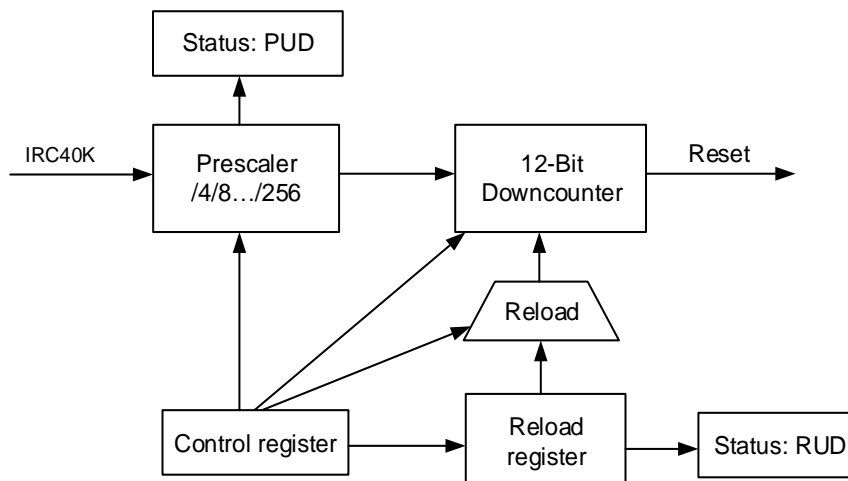 Status: PUD
IRC40K
Prescaler
/4/8…/256
12-Bit
Downcounter
Reset
Reload
Control register
Reload
register
Status: RUD